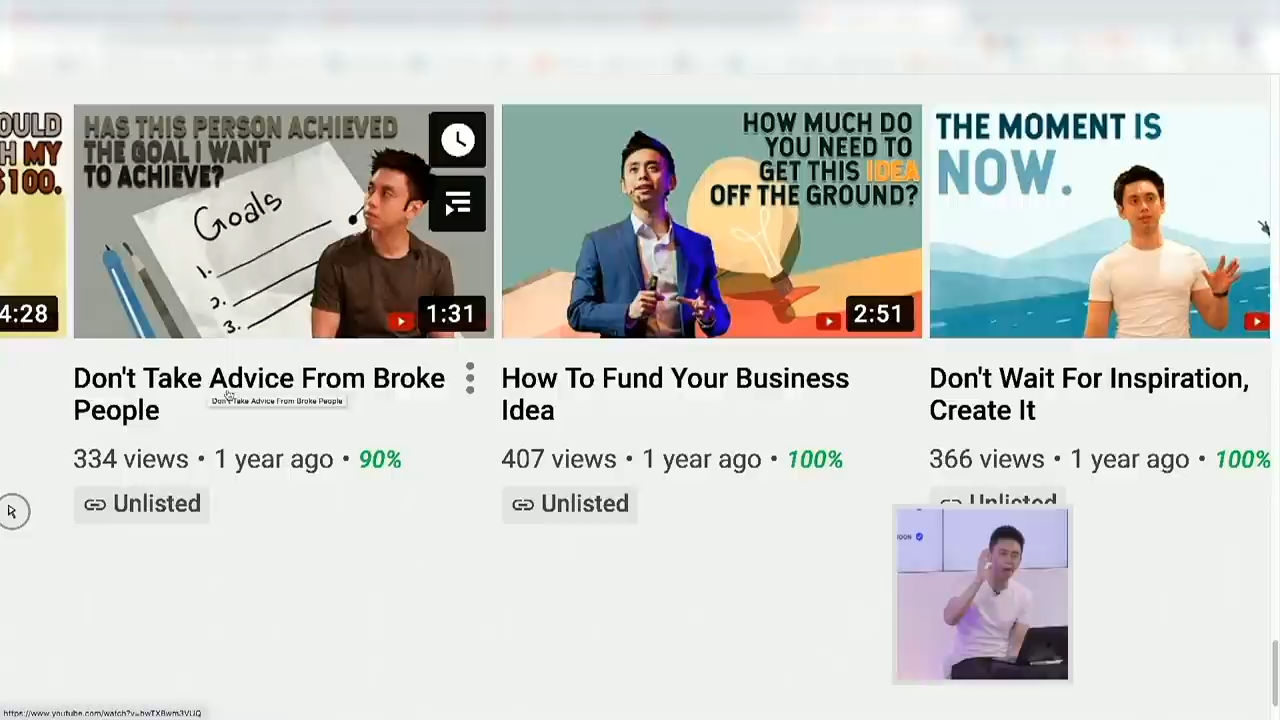 OULD
H MY
$100.
4:28
HAS THIS PERSON ACHIEVED
THE GOAL I WANT
TO ACHIEVE?
Goals
1.
2.
3.
1:31
HOW MUCH DO
YOU NEED TO
GET THIS IDEA
OFF THE GROUND?
2:51
THE MOMENT IS
NOW.
Don't Take Advice From Broke
People
Don't Take Advice From Broke People
334 views • 1 year ago • 90%
Unlisted
How To Fund Your Business
Idea
407 views • 1 year ago • 100%
Unlisted
Don't Wait For Inspiration,
Create It
366 views • 1 year ago • 100%
Unlisted
OON